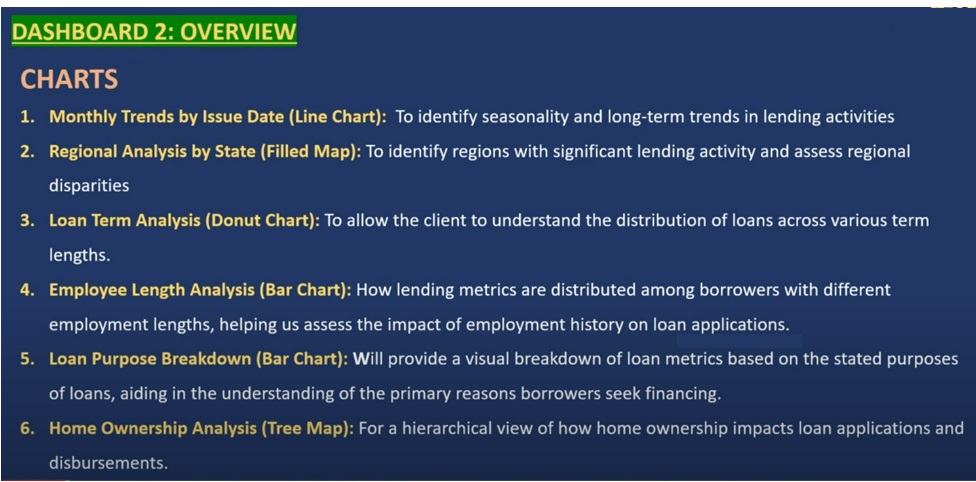 DASHBOARD 2: OVERVIEW
CHARTS
1. Monthly Trends by Issue Date (Line Chart): To identify seasonality and long-term trends in lending activities
2. Regional Analysis by State (Filled Map): To identify regions with significant lending activity and assess regional
disparities
3. Loan Term Analysis (Donut Chart): To allow the client to understand the distribution of loans across various term
lengths.
4. Employee Length Analysis (Bar Chart): How lending metrics are distributed among borrowers with different
employment lengths, helping us assess the impact of employment history on loan applications.
5. Loan Purpose Breakdown (Bar Chart): Will provide a visual breakdown of loan metrics based on the stated purposes
of loans, aiding in the understanding of the primary reasons borrowers seek financing.
6. Home Ownership Analysis (Tree Map): For a hierarchical view of how home ownership impacts loan applications and
disbursements.